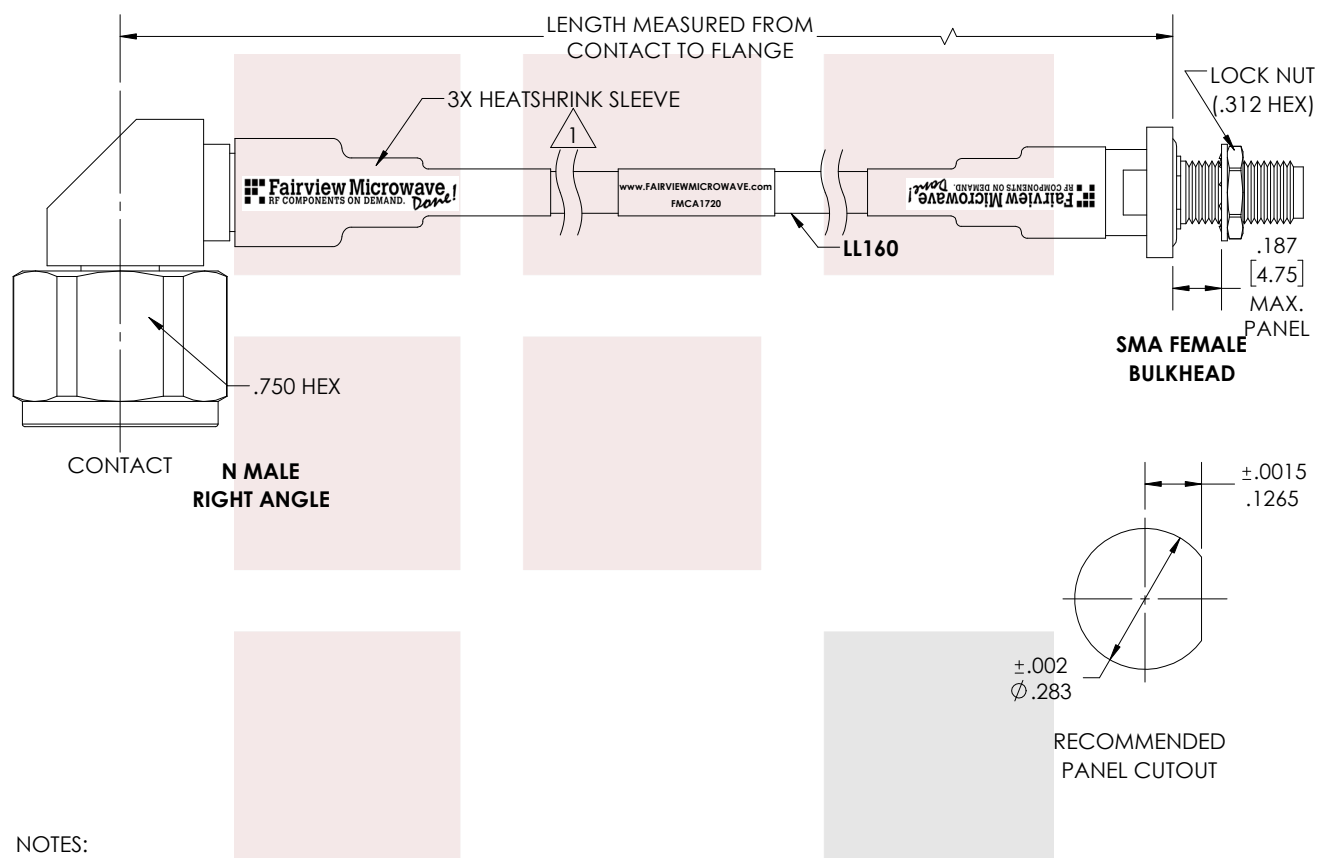 LENGTH MEASURED FROM
CONTACT TO FLANGE
LOCK NUT
(.312 HEX)
3X HEATSHRINK SLEEVE
1
Fairview Microwave
RF COMPONENTS ON DEMAND.
Done!
www.FAIRVIEWMICROWAVE.com
FMCA1720
Fairview Microwave
RF COMPONENTS ON DEMAND.
Done!
LL160
.187
[4.75]
MAX.
PANEL
SMA FEMALE
BULKHEAD
.750 HEX
CONTACT
N MALE
RIGHT ANGLE
±.0015
.1265
±.002
∅.283
RECOMMENDED
PANEL CUTOUT
NOTES: